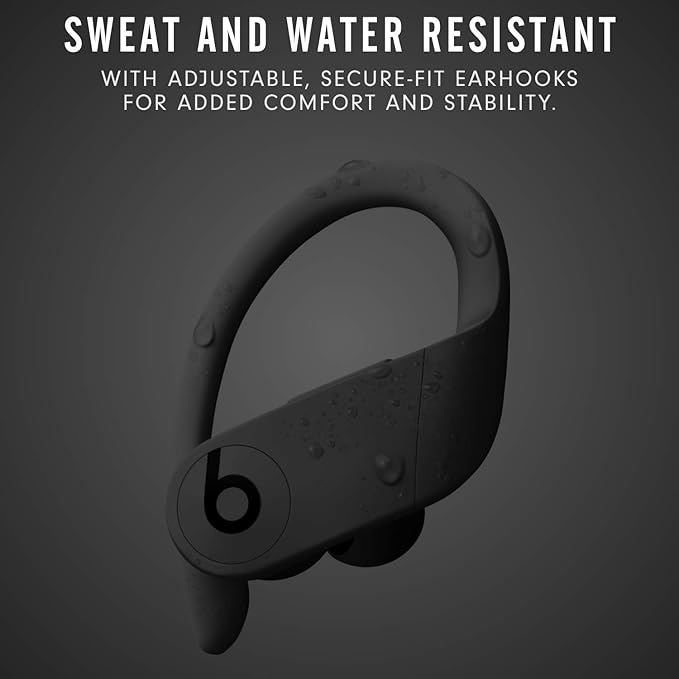 SWEAT AND WATER RESISTANT
WITH ADJUSTABLE, SECURE-FIT EARHOOKS
FOR ADDED COMFORT AND STABILITY.
b